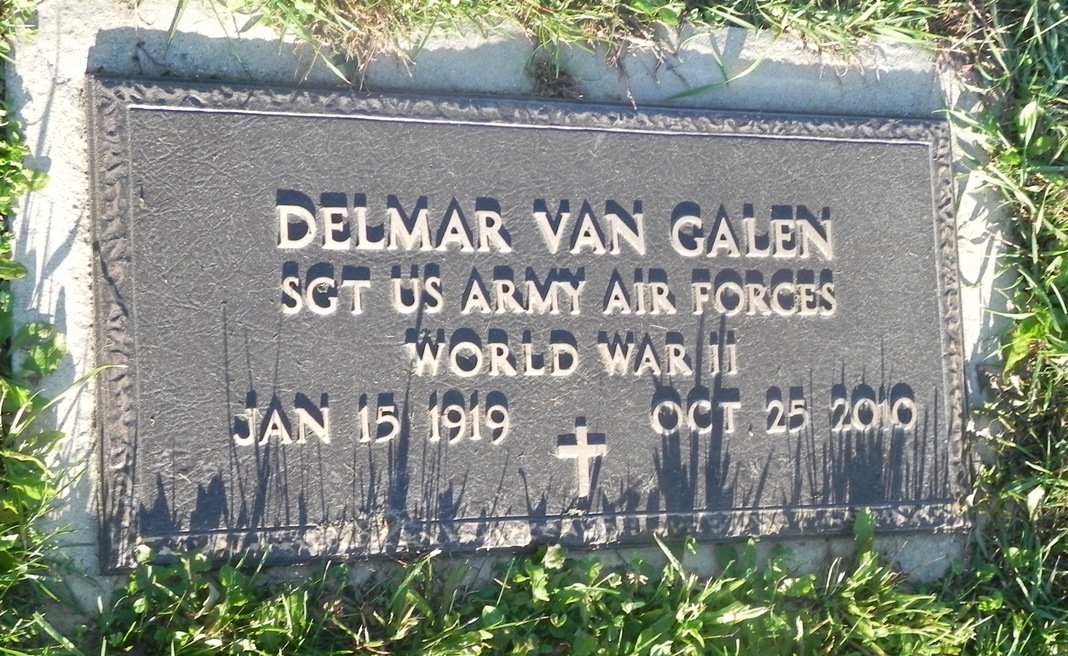 DELMAR VAN GALEN
SGT US ARMY AIR FORCES
WORLD WAR II
JAN 15 1919 OCT 25 2010